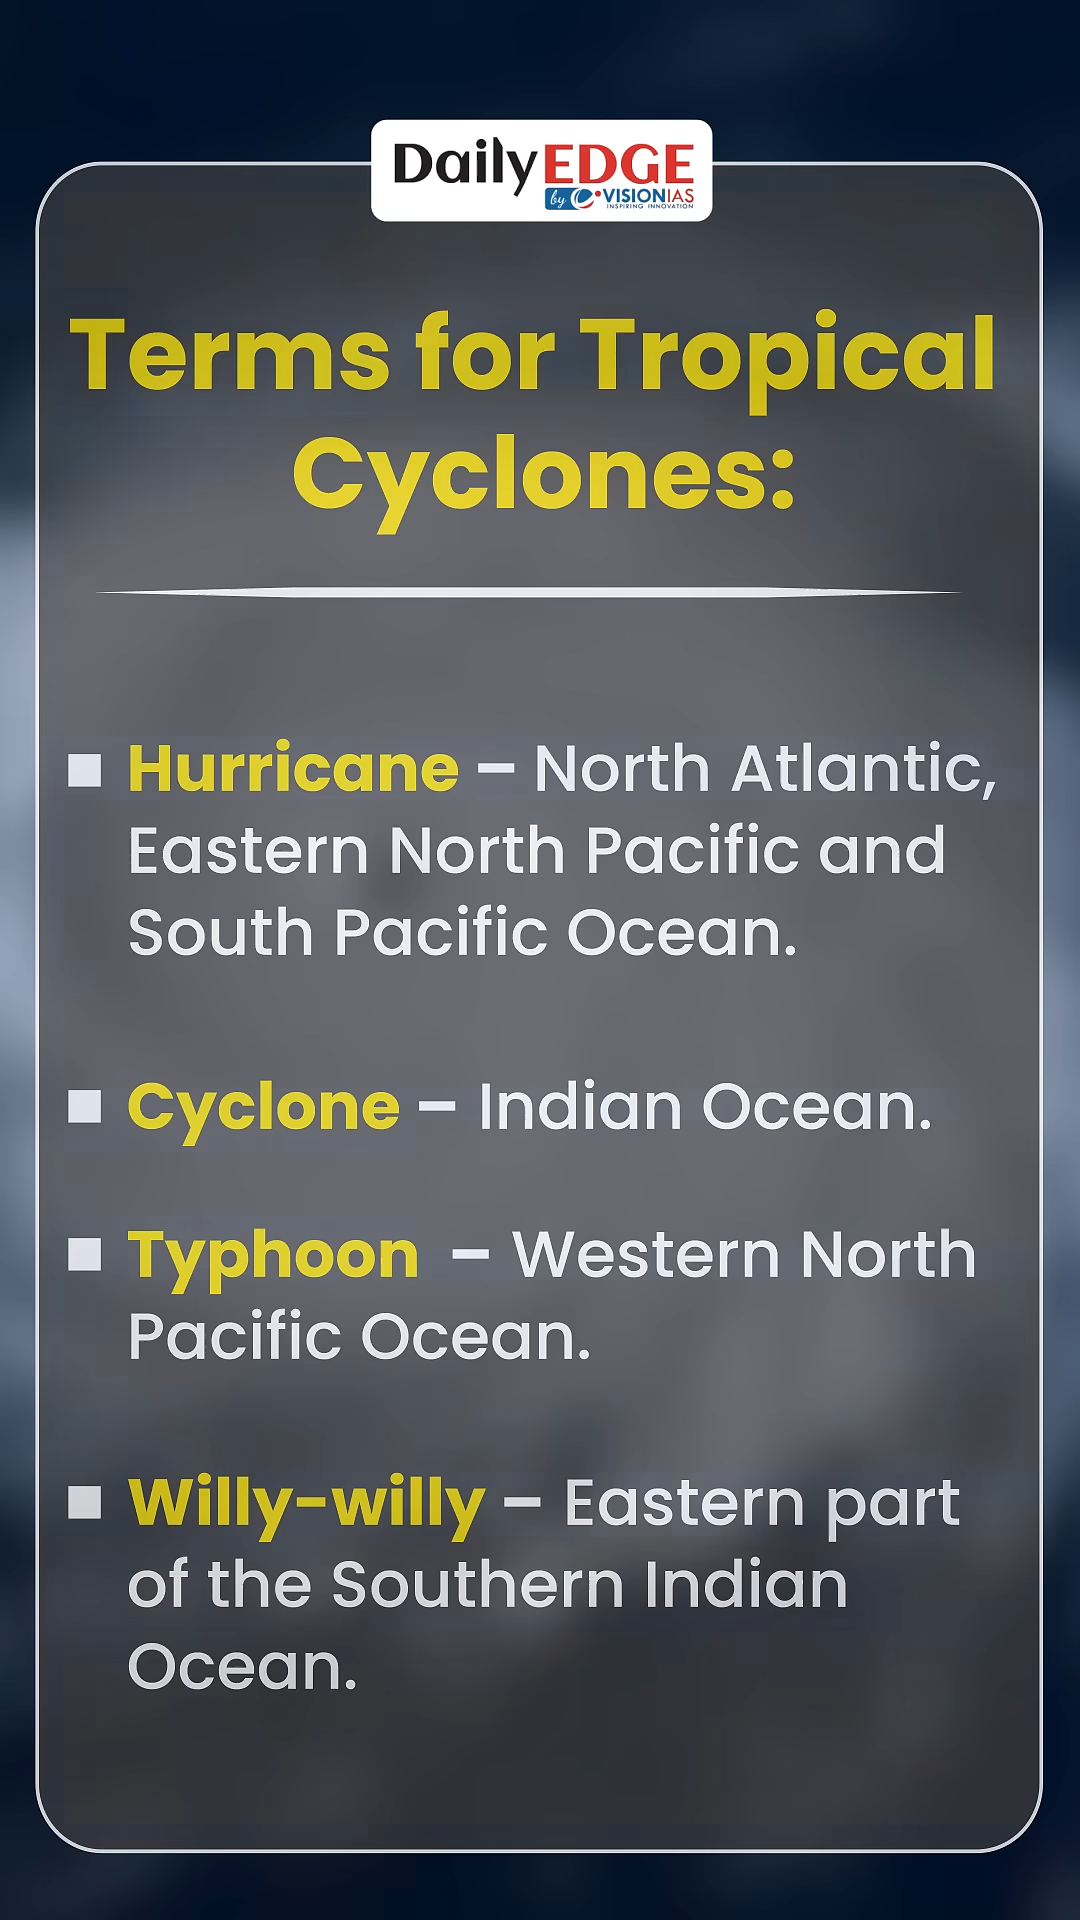 DailyEDGE
by VISIONIAS
INSPIRING INNOVATION
Terms for Tropical
Cyclones:
■ Hurricane – North Atlantic,
Eastern North Pacific and
South Pacific Ocean.
■ Cyclone – Indian Ocean.
■ Typhoon – Western North
Pacific Ocean.
■ Willy-willy – Eastern part
of the Southern Indian
Ocean.